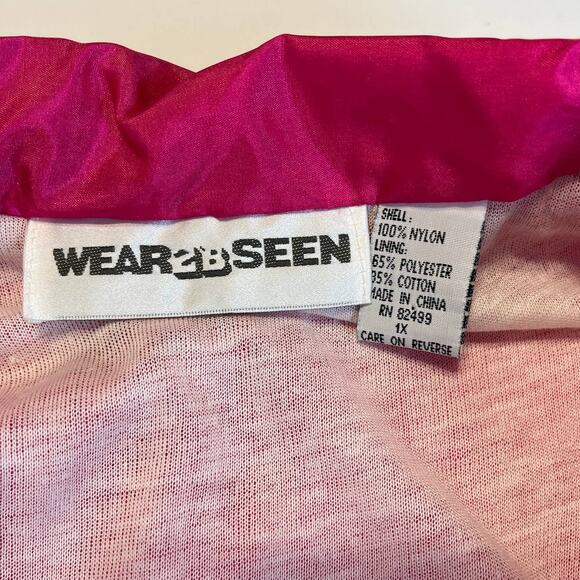 WEAR2BSEEN
SHELL:
100% NYLON
LINING:
65% POLYESTER
35% COTTON
MADE IN CHINA
RN 82499
1X
CARE ON REVERSE